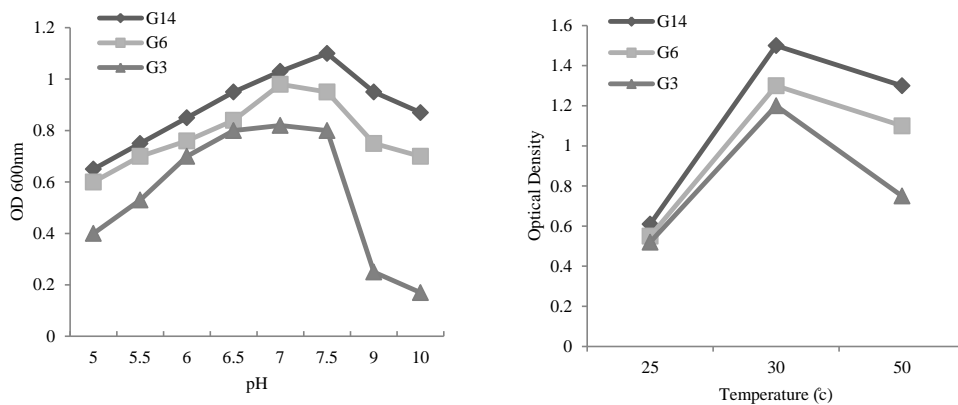 G14
G6
G3
1.2
1
0.8
0.6
0.4
0.2
0
OD 600nm
5 5.5 6 6.5 7 7.5 9 10
pH
G14
G6
G3
1.6
1.4
1.2
1
0.8
0.6
0.4
0.2
0
Optical Density
25 30 50
Temperature (c̊)